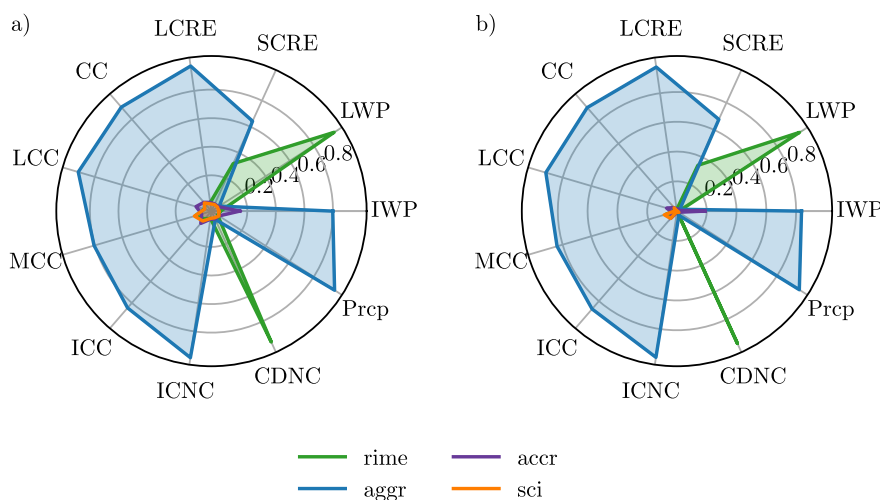 a)
LCRE
SCRE
CC
LWP
LCC
0.2
0.4
0.6
0.8
IWP
MCC
Prcp
ICC
CDNC
ICNC
b)
LCRE
SCRE
CC
LWP
LCC
0.2
0.4
0.6
0.8
IWP
MCC
Prcp
ICC
CDNC
ICNC
rime
accr
aggr
sci